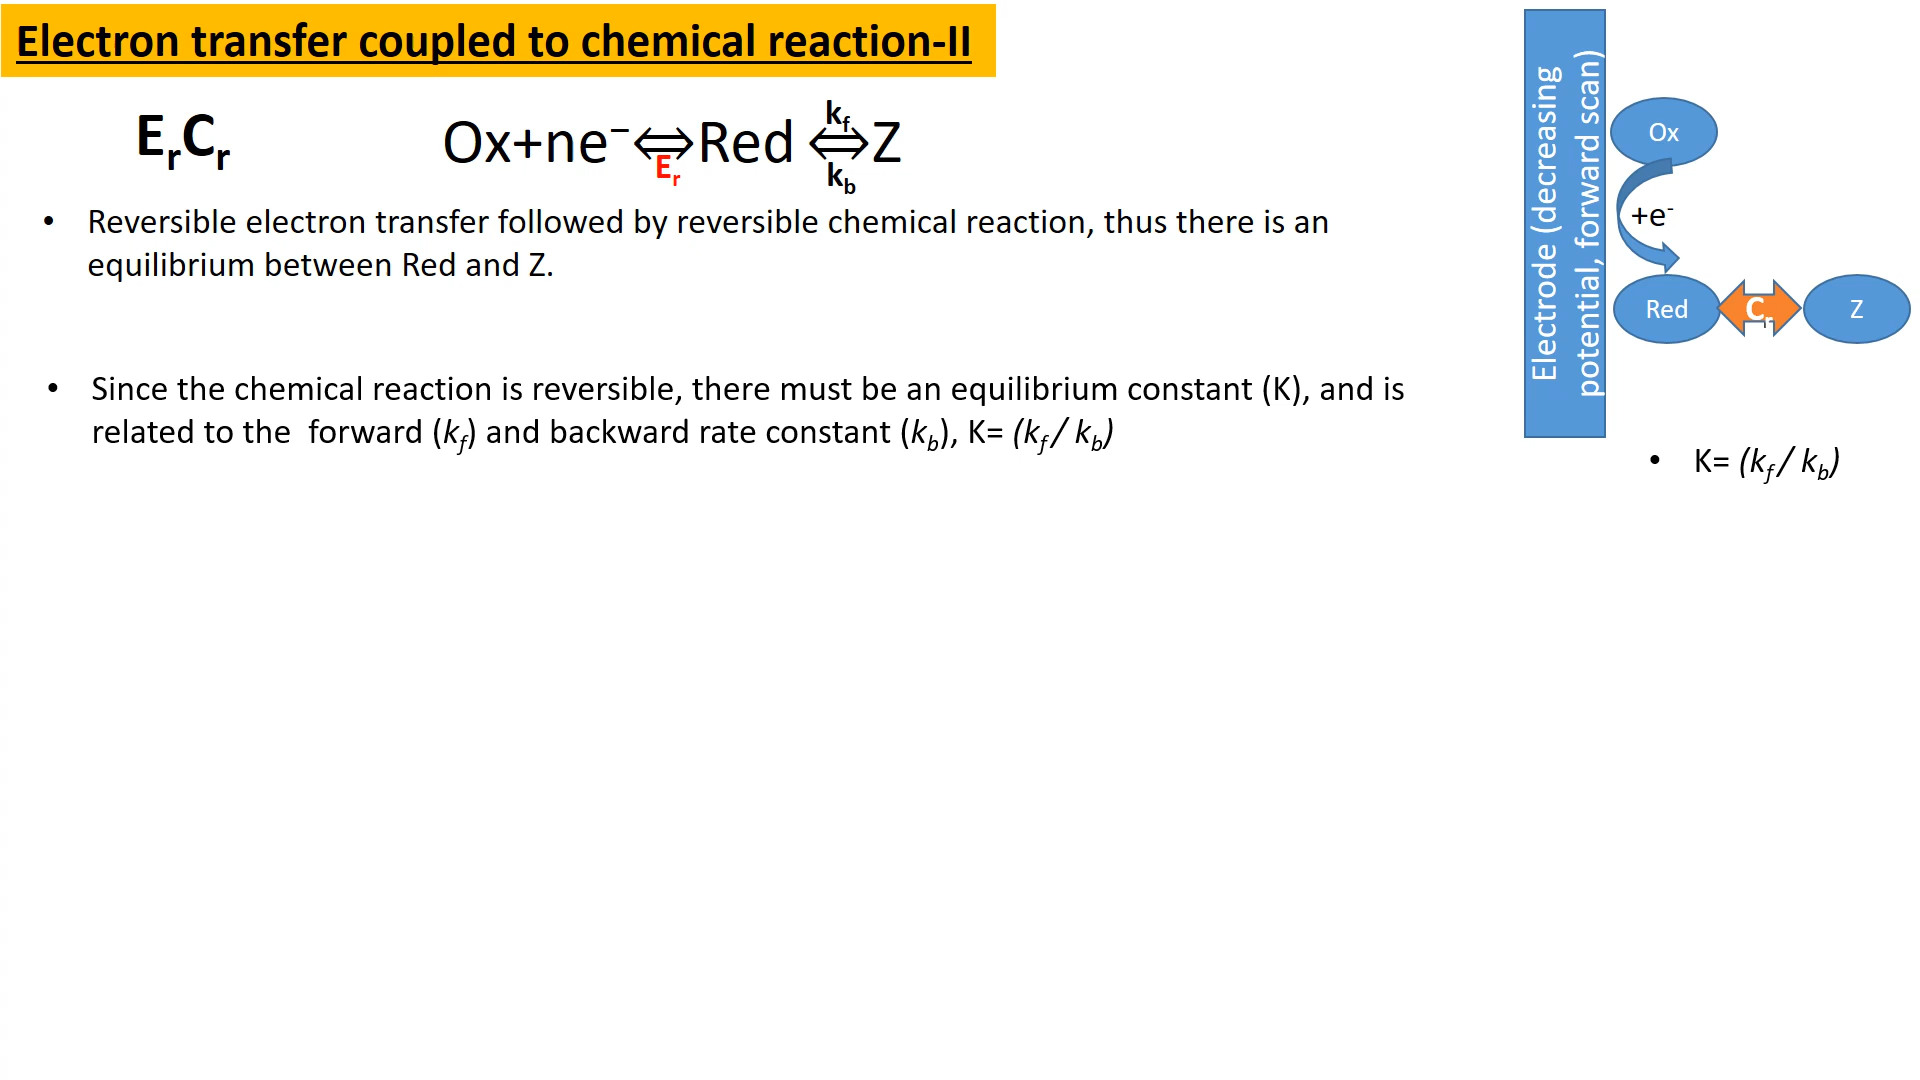 Electron transfer coupled to chemical reaction-II
ErCr
Ox+ne⁻⇔Red ⇔Z
Er
kf
kb
• Reversible electron transfer followed by reversible chemical reaction, thus there is an
equilibrium between Red and Z.
• Since the chemical reaction is reversible, there must be an equilibrium constant (K), and is
related to the forward (kf) and backward rate constant (kb), K= (kf / kb)
Electrode (decreasing
potential, forward scan)
Ox
+e⁻
Red
Cr
Z
• K= (kf / kb)